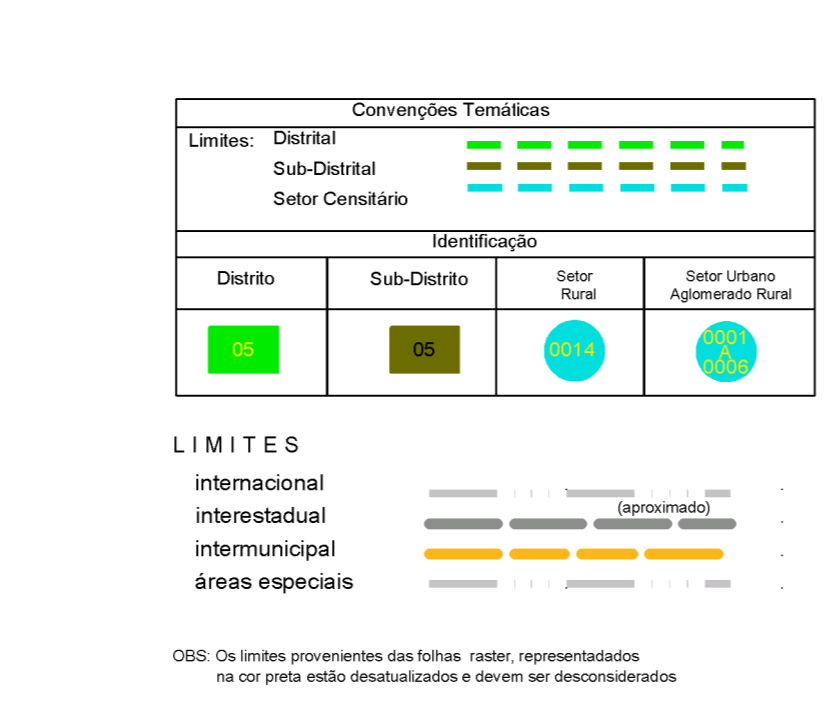 Convenções Temáticas
Limites: Distrital
Sub-Distrital
Setor Censitário
Identificação
Distrito
Sub-Distrito
Setor
Rural
Setor Urbano
Aglomerado Rural
05
05
0014
0001
A
0006
L I M I T E S
internacional
(aproximado)
interestadual
intermunicipal
áreas especiais
OBS: Os limites provenientes das folhas raster, representadados
na cor preta estão desatualizados e devem ser desconsiderados